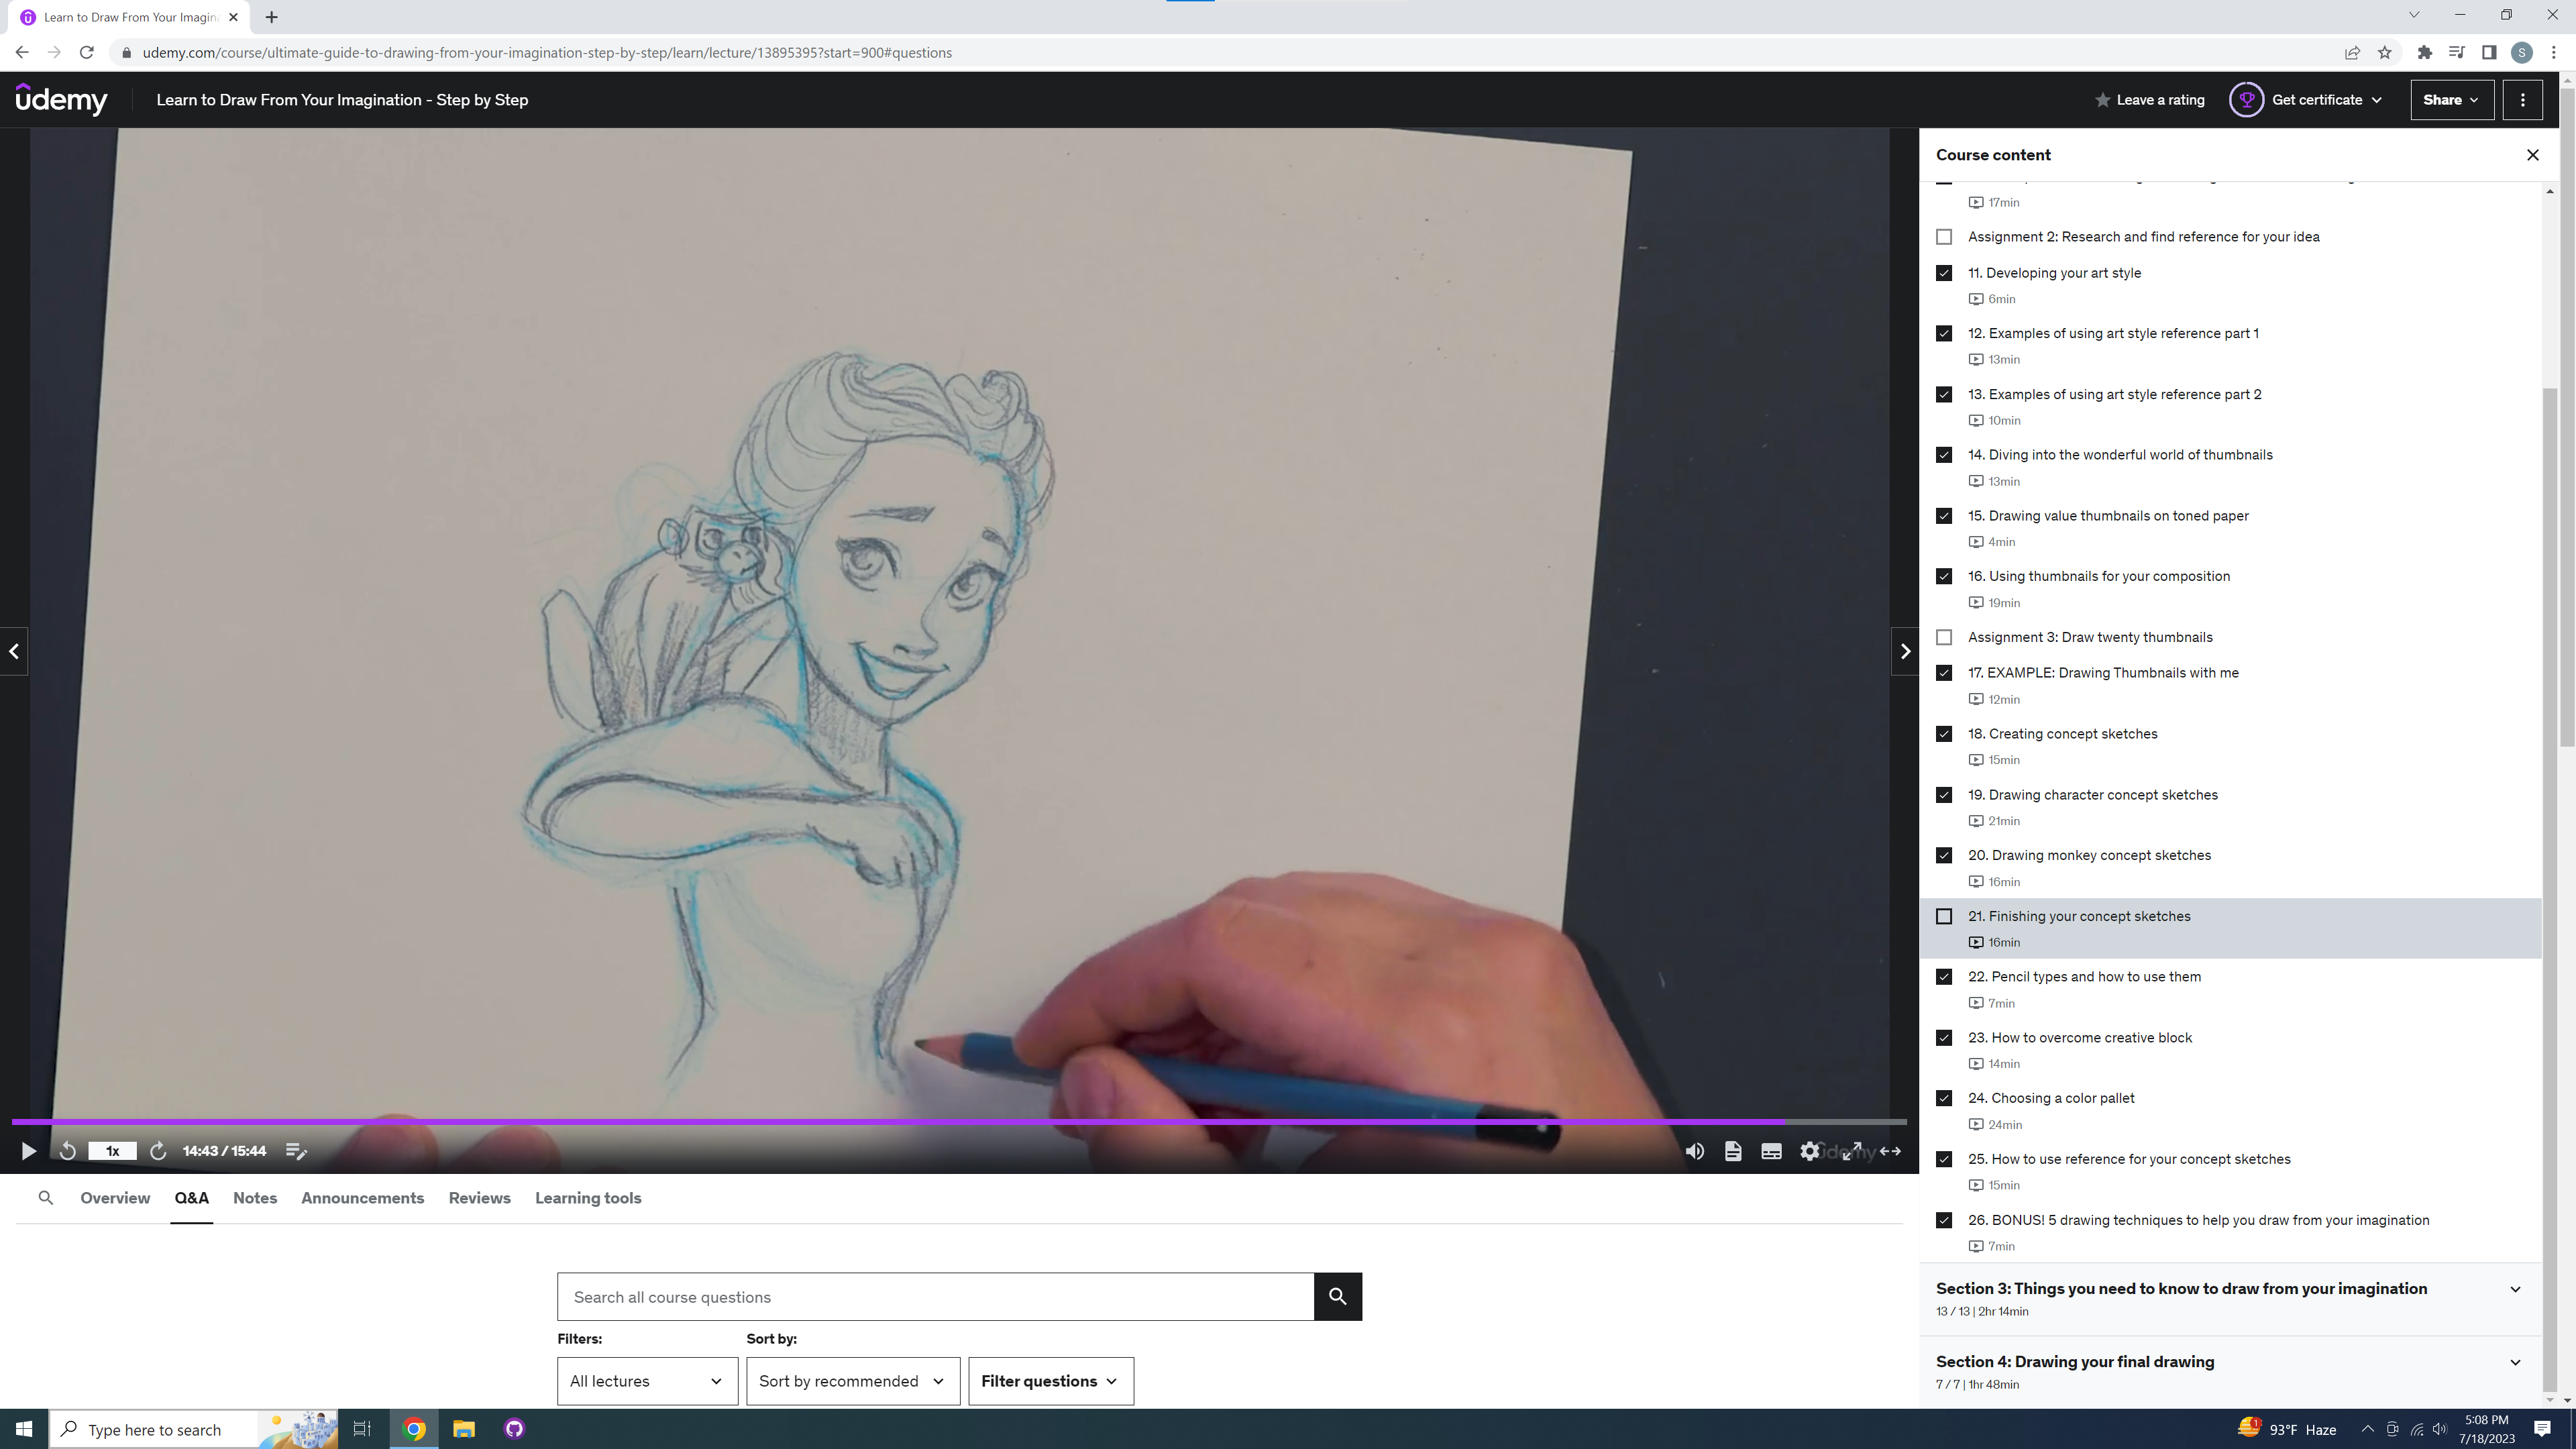 Learn to Draw From Your Imagin
udemy.com/course/ultimate-guide-to-drawing-from-your-imagination-step-by-step/learn/lecture/13895395?start=900#questions
S
udemy
Learn to Draw From Your Imagination - Step by Step
Leave a rating
Get certificate
Share
Course content
17min
Assignment 2: Research and find reference for your idea
11. Developing your art style
6min
12. Examples of using art style reference part 1
13min
13. Examples of using art style reference part 2
10min
14. Diving into the wonderful world of thumbnails
13min
15. Drawing value thumbnails on toned paper
4min
16. Using thumbnails for your composition
19min
Assignment 3: Draw twenty thumbnails
17. EXAMPLE: Drawing Thumbnails with me
12min
18. Creating concept sketches
15min
19. Drawing character concept sketches
21min
20. Drawing monkey concept sketches
16min
21. Finishing your concept sketches
16min
22. Pencil types and how to use them
7min
23. How to overcome creative block
14min
24. Choosing a color pallet
24min
25. How to use reference for your concept sketches
15min
26. BONUS! 5 drawing techniques to help you draw from your imagination
7min
Section 3: Things you need to know to draw from your imagination
13 / 13 | 2hr 14min
Section 4: Drawing your final drawing
7 / 7 | 1hr 48min
1x
14:43 / 15:44
udemy
Overview
Q&A
Notes
Announcements
Reviews
Learning tools
Search all course questions
Filters:
Sort by:
All lectures
Sort by recommended
Filter questions
Type here to search
1
93°F Haze
5:08 PM
7/18/2023